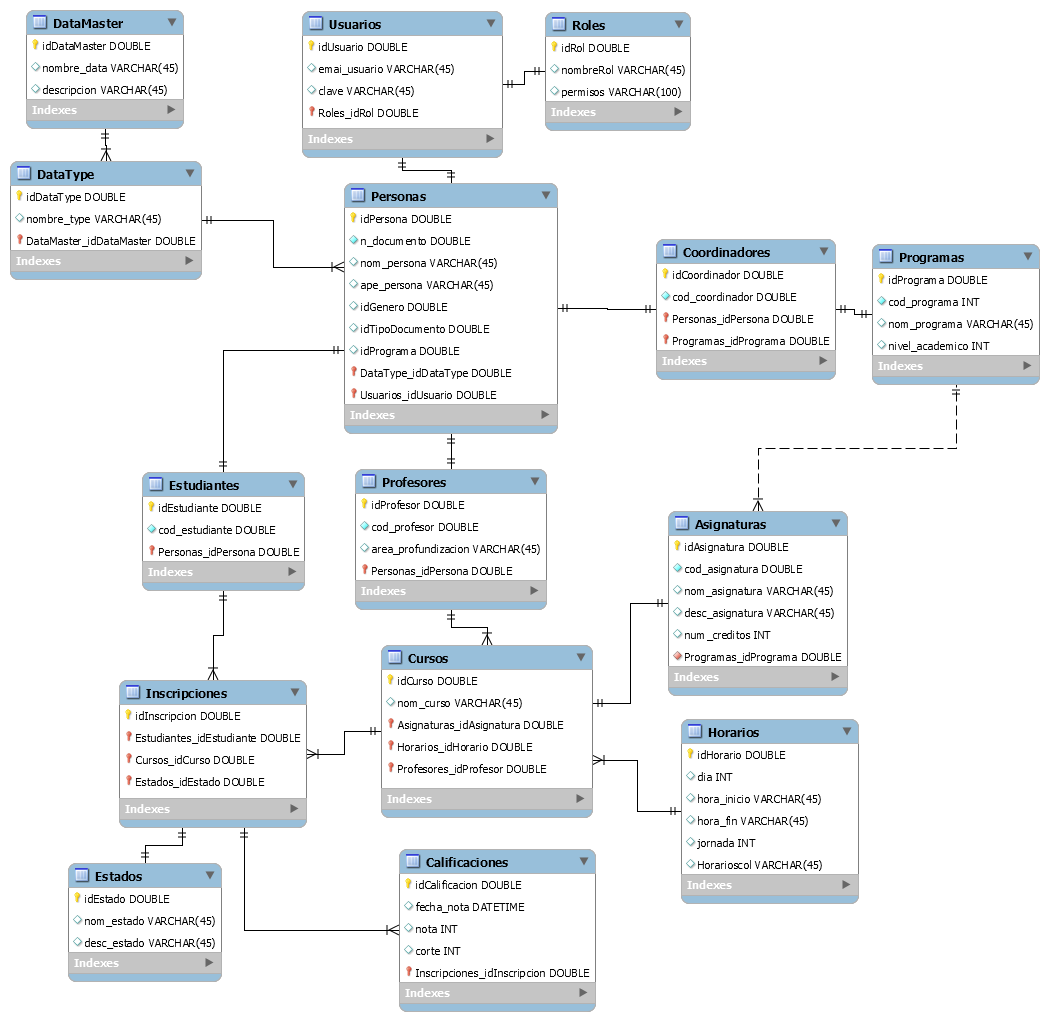 DataMaster
idDataMaster DOUBLE
nombre_data VARCHAR(45)
descripcion VARCHAR(45)
Indexes
Usuarios
idUsuario DOUBLE
emai_usuario VARCHAR(45)
clave VARCHAR(45)
Roles_idRol DOUBLE
Indexes
Roles
idRol DOUBLE
nombreRol VARCHAR(45)
permisos VARCHAR(100)
Indexes
DataType
idDataType DOUBLE
nombre_type VARCHAR(45)
DataMaster_idDataMaster DOUBLE
Indexes
Personas
idPersona DOUBLE
n_documento DOUBLE
nom_persona VARCHAR(45)
ape_persona VARCHAR(45)
idGenero DOUBLE
idTipoDocumento DOUBLE
idPrograma DOUBLE
DataType_idDataType DOUBLE
Usuarios_idUsuario DOUBLE
Indexes
Coordinadores
idCoordinador DOUBLE
cod_coordinador DOUBLE
Personas_idPersona DOUBLE
Programas_idPrograma DOUBLE
Indexes
Programas
idPrograma DOUBLE
cod_programa INT
nom_programa VARCHAR(45)
nivel_academico INT
Indexes
Estudiantes
idEstudiante DOUBLE
cod_estudiante DOUBLE
Personas_idPersona DOUBLE
Indexes
Profesores
idProfesor DOUBLE
cod_profesor DOUBLE
area_profundizacion VARCHAR(45)
Personas_idPersona DOUBLE
Indexes
Asignaturas
idAsignatura DOUBLE
cod_asignatura DOUBLE
nom_asignatura VARCHAR(45)
desc_asignatura VARCHAR(45)
num_creditos INT
Programas_idPrograma DOUBLE
Indexes
Inscripciones
idInscripcion DOUBLE
Estudiantes_idEstudiante DOUBLE
Cursos_idCurso DOUBLE
Estados_idEstado DOUBLE
Indexes
Cursos
idCurso DOUBLE
nom_curso VARCHAR(45)
Asignaturas_idAsignatura DOUBLE
Horarios_idHorario DOUBLE
Profesores_idProfesor DOUBLE
Indexes
Horarios
idHorario DOUBLE
dia INT
hora_inicio VARCHAR(45)
hora_fin VARCHAR(45)
jornada INT
Horarioscol VARCHAR(45)
Indexes
Estados
idEstado DOUBLE
nom_estado VARCHAR(45)
desc_estado VARCHAR(45)
Indexes
Calificaciones
idCalificacion DOUBLE
fecha_nota DATETIME
nota INT
corte INT
Inscripciones_idInscripcion DOUBLE
Indexes